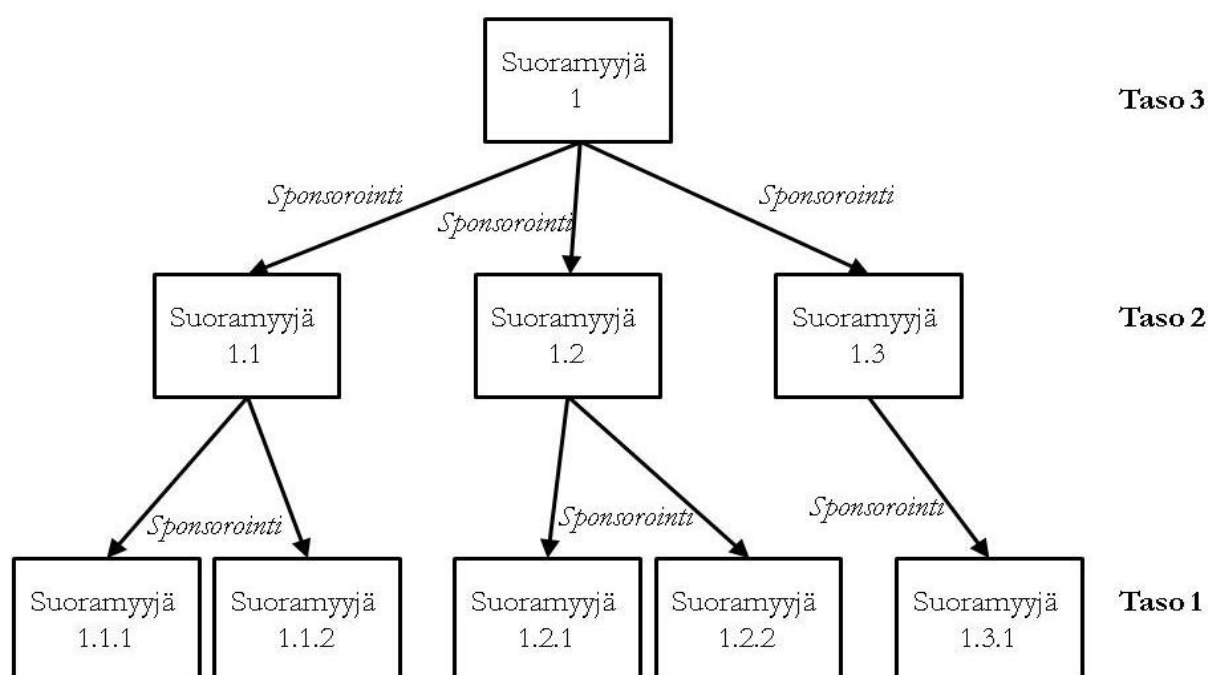 Suoramyyjä
1
Taso 3
Sponsorointi
Sponsorointi
Sponsorointi
Suoramyyjä
1.1
Suoramyyjä
1.2
Suoramyyjä
1.3
Taso 2
Sponsorointi
Sponsorointi
Sponsorointi
Suoramyyjä
1.1.1
Suoramyyjä
1.1.2
Suoramyyjä
1.2.1
Suoramyyjä
1.2.2
Suoramyyjä
1.3.1
Taso 1